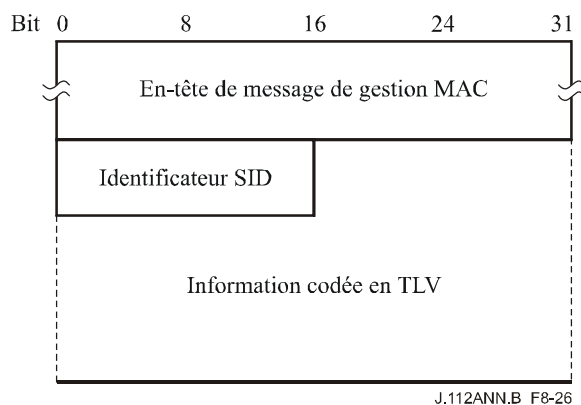 Bit 0 8 16 24 31
En-tête de message de gestion MAC
Identificateur SID
Information codée en TLV
J.112ANN.B_F8-26